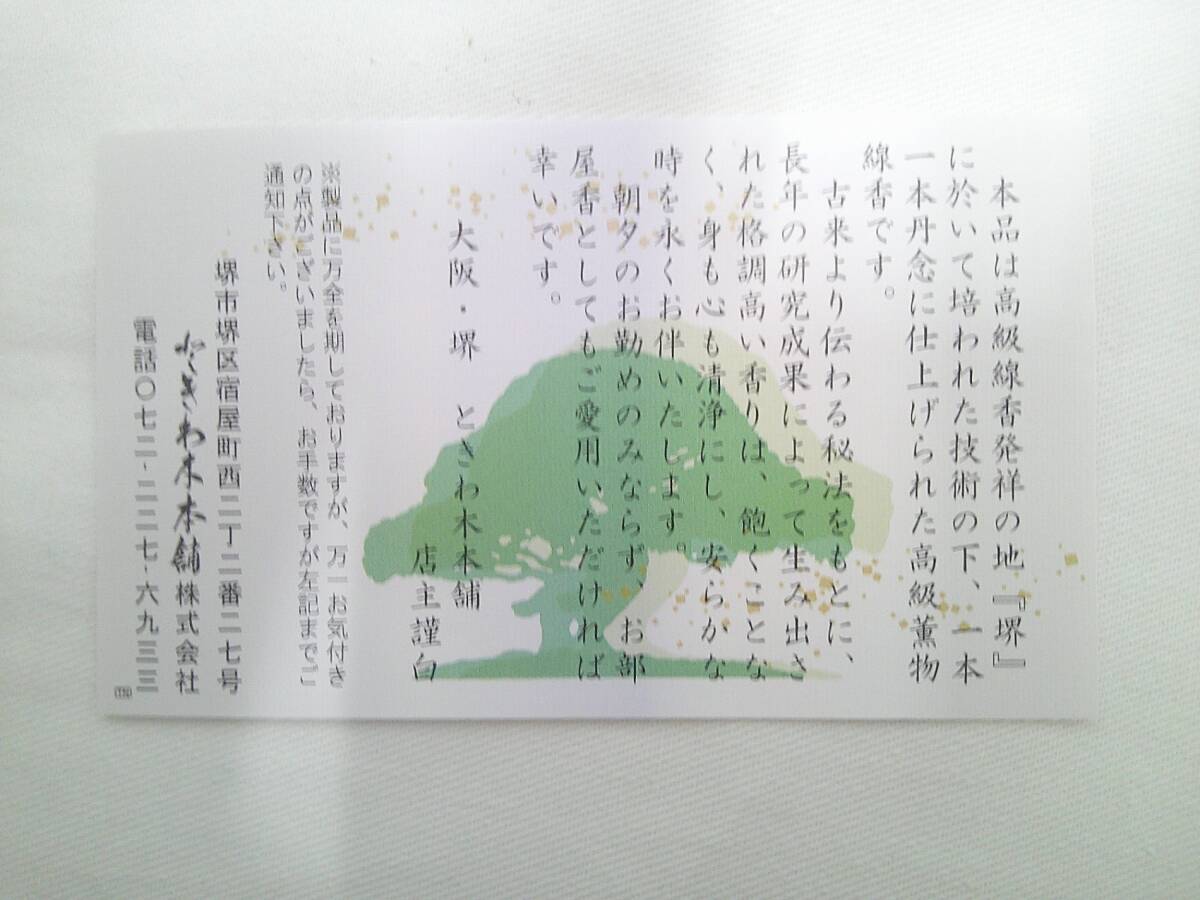 本品は高級線香発祥の地『堺』
に於いて培われた技術の下、一本
一本丹念に仕上げられた高級薫物
線香です。
古来より伝わる秘法をもとに、
長年の研究成果によって生み出さ
れた格調高い香りは、飽くことな
く、身も心も清浄にし、安らかな
時を永くお伴いたします。
朝夕のお勤めのみならず、お部
屋香としてもご愛用いただければ
幸いです。
大阪・堺 ときわ木本舗
店主謹白
※製品に万全を期しておりますが、万一お気付き
の点がございましたら、お手数ですが左記までご
通知下さい。
堺市堺区宿屋町西二丁二番二七号
ときわ木本舗株式会社
電話〇七二-二二七-六九三三